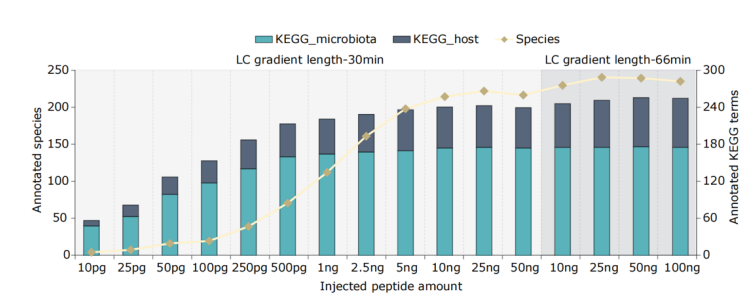 KEGG_microbiota KEGG_host Species
LC gradient length-30min LC gradient length-66min
250 300
200 240
150 180
100 120
50 60
0 0
Annotated species
Annotated KEGG terms
10pg 25pg 50pg 100pg 250pg 500pg 1ng 2.5ng 5ng 10ng 25ng 50ng 10ng 25ng 50ng 100ng
Injected peptide amount